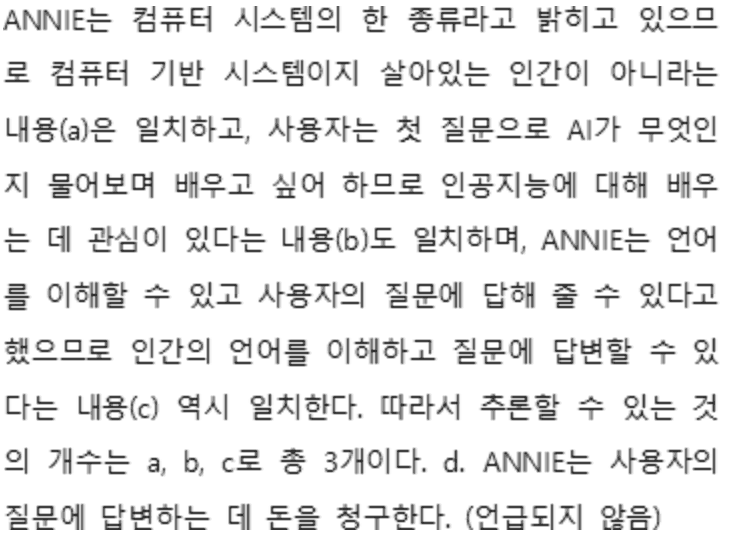 ANNIE는 컴퓨터 시스템의 한 종류라고 밝히고 있으므
로 컴퓨터 기반 시스템이지 살아있는 인간이 아니라는
내용(a)은 일치하고, 사용자는 첫 질문으로 AI가 무엇인
지 물어보며 배우고 싶어 하므로 인공지능에 대해 배우
는 데 관심이 있다는 내용(b)도 일치하며, ANNIE는 언어
를 이해할 수 있고 사용자의 질문에 답해 줄 수 있다고
했으므로 인간의 언어를 이해하고 질문에 답변할 수 있
다는 내용(c) 역시 일치한다. 따라서 추론할 수 있는 것
의 개수는 a, b, c로 총 3개이다. d. ANNIE는 사용자의
질문에 답변하는 데 돈을 청구한다. (언급되지 않음)